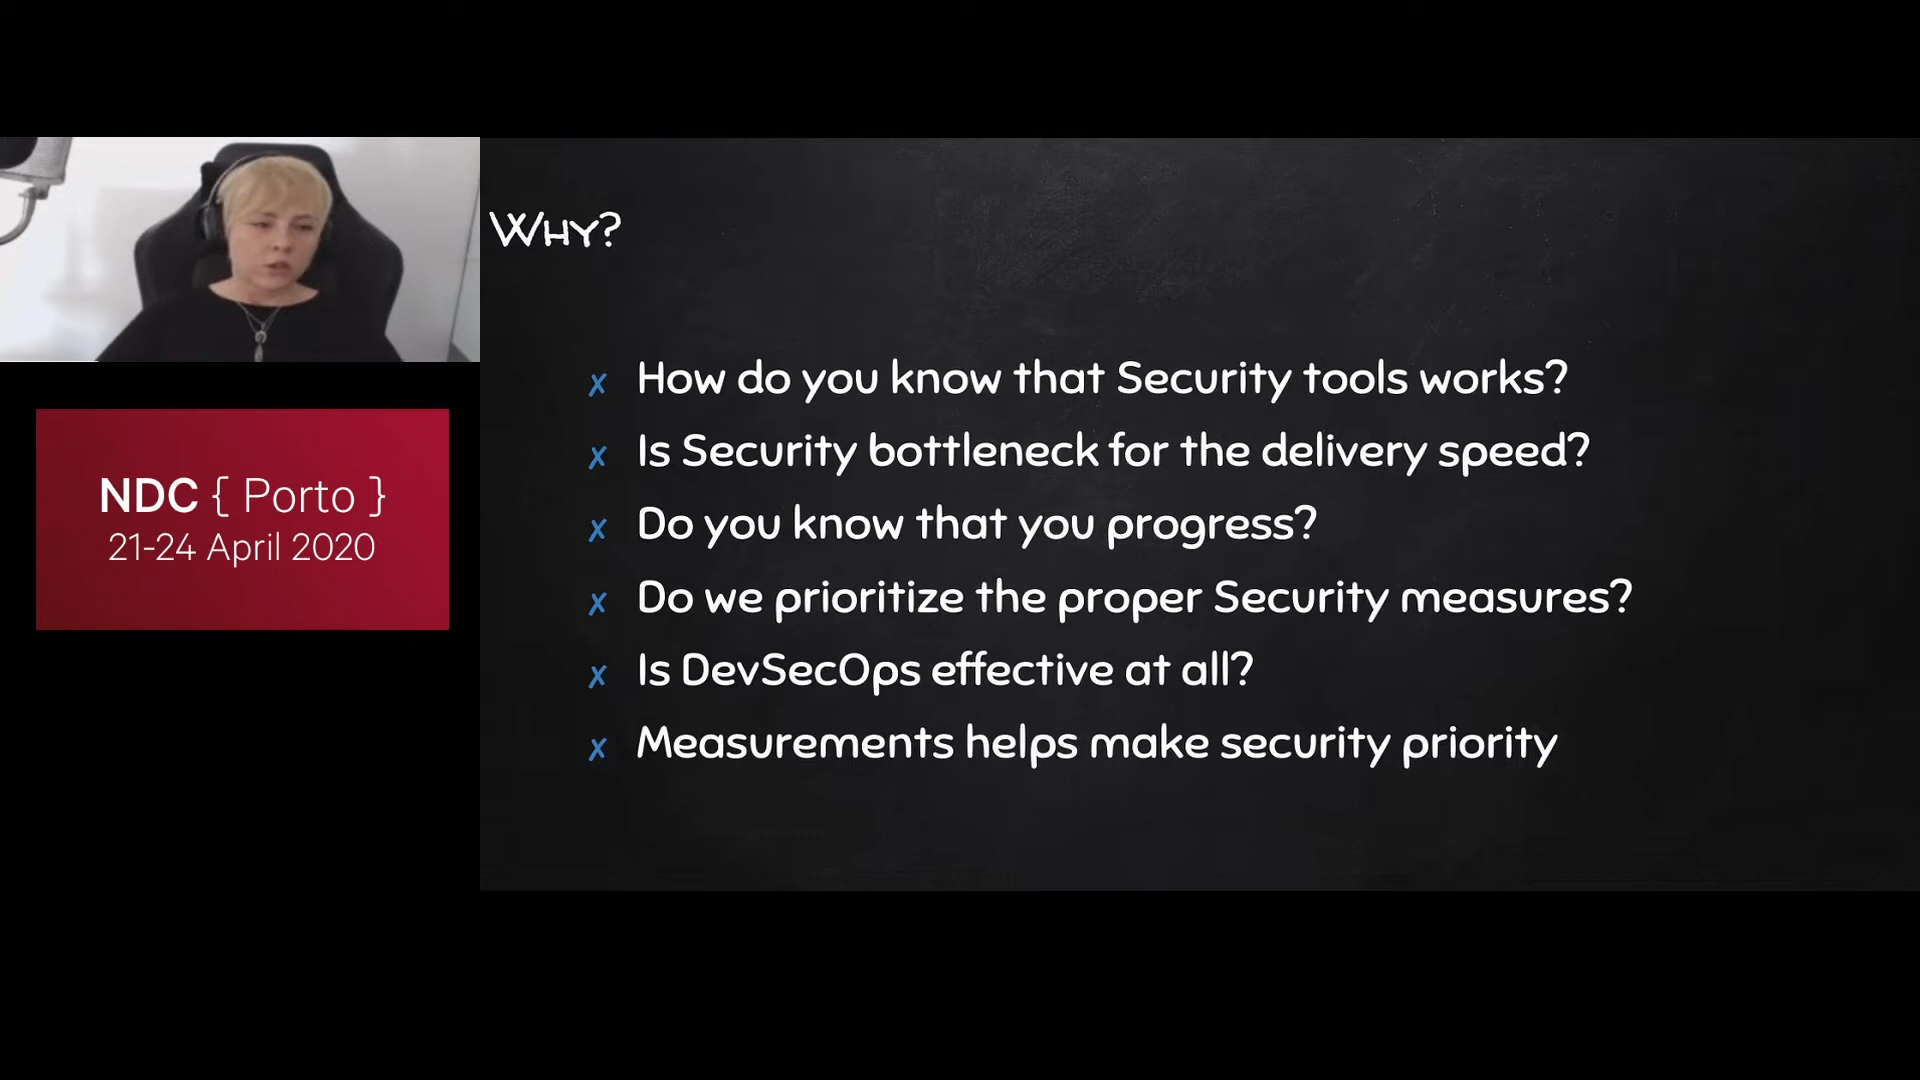 WHY?
How do you know that Security tools works?
Is Security bottleneck for the delivery speed?
Do you know that you progress?
Do we prioritize the proper Security measures?
Is DevSecOps effective at all?
Measurements helps make security priority
NDC { Porto }
21-24 April 2020